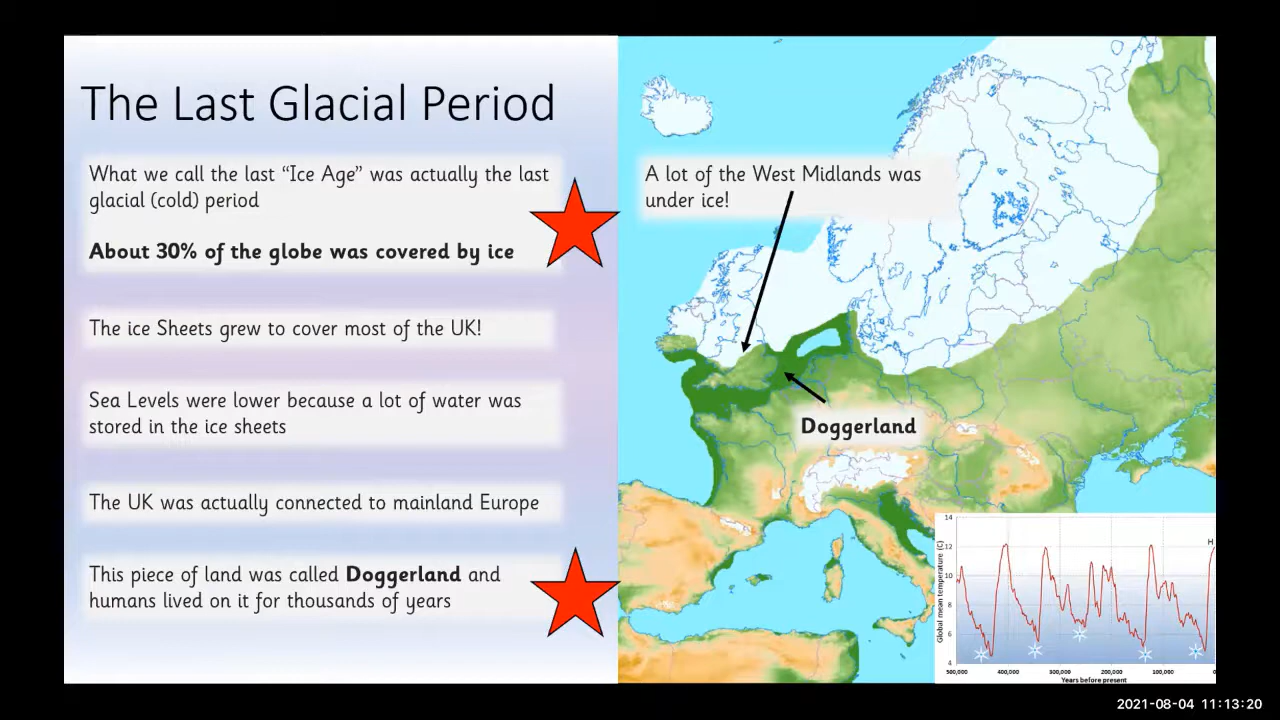 The Last Glacial Period
What we call the last “Ice Age” was actually the last
glacial (cold) period
About 30% of the globe was covered by ice
The ice Sheets grew to cover most of the UK!
Sea Levels were lower because a lot of water was
stored in the ice sheets
The UK was actually connected to mainland Europe
This piece of land was called Doggerland and
humans lived on it for thousands of years
A lot of the West Midlands was
under ice!
Doggerland
Global mean temperature (C)
14
12
10
8
6
4
H
500,000 400,000 300,000 200,000 100,000 0
Years before present
2021-08-04 11:13:20